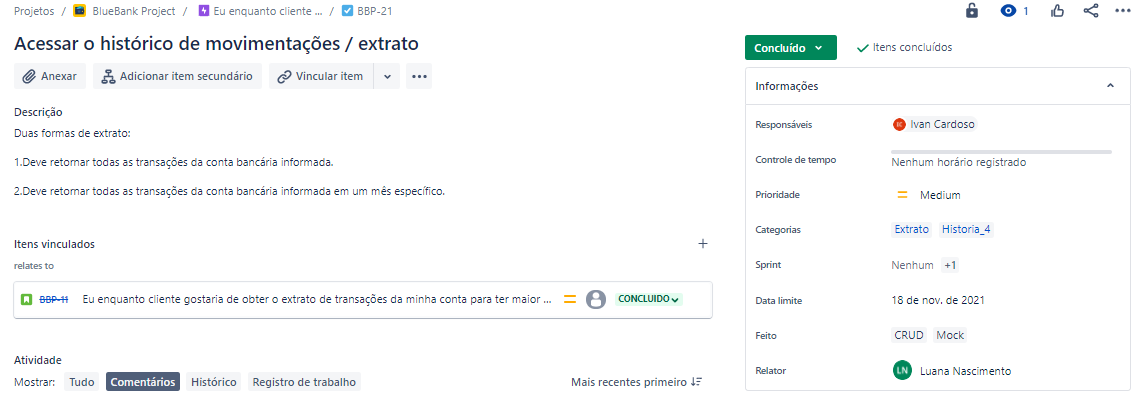 Projetos / BlueBank Project / Eu enquanto cliente ... / BBP-21
1
Acessar o histórico de movimentações / extrato
Anexar
Adicionar item secundário
Vincular item
Descrição
Duas formas de extrato:
1.Deve retornar todas as transações da conta bancária informada.
2.Deve retornar todas as transações da conta bancária informada em um mês específico.
Itens vinculados
relates to
BBP-11 Eu enquanto cliente gostaria de obter o extrato de transações da minha conta para ter maior ... CONCLUIDO
Atividade
Mostrar: Tudo Comentários Histórico Registro de trabalho Mais recentes primeiro
Concluído
Itens concluídos
Informações
Responsáveis Ivan Cardoso
Controle de tempo Nenhum horário registrado
Prioridade Medium
Categorias Extrato Historia_4
Sprint Nenhum +1
Data limite 18 de nov. de 2021
Feito CRUD Mock
Relator LN Luana Nascimento